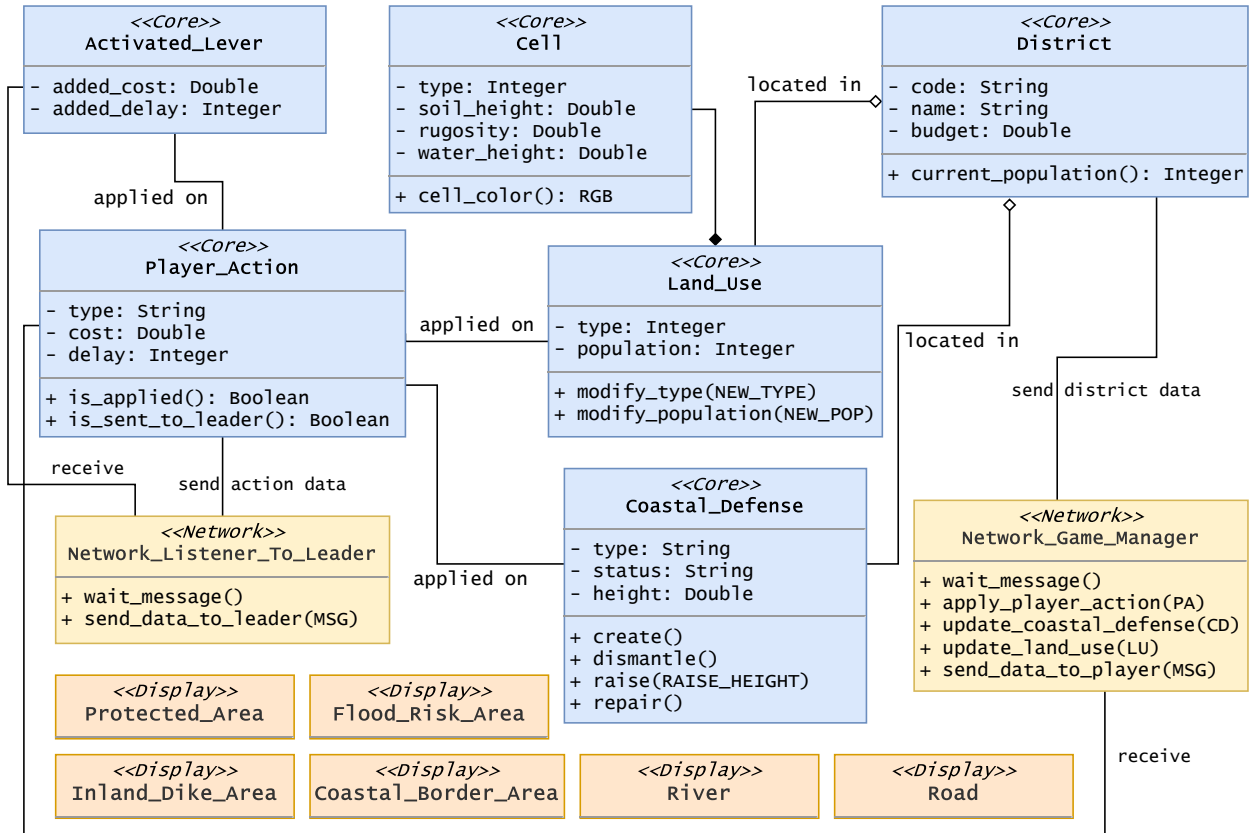 <<Core>>
Activated_Lever
- added_cost: Double
- added_delay: Integer
<<Core>>
Cell
- type: Integer
- soil_height: Double
- rugosity: Double
- water_height: Double
+ cell_color(): RGB
<<Core>>
District
- code: String
- name: String
- budget: Double
+ current_population(): Integer
located in
applied on
<<Core>>
Player_Action
- type: String
- cost: Double
- delay: Integer
+ is_applied(): Boolean
+ is_sent_to_leader(): Boolean
applied on
<<Core>>
Land_Use
- type: Integer
- population: Integer
+ modify_type(NEW_TYPE)
+ modify_population(NEW_POP)
located in
send district data
receive
send action data
<<Network>>
Network_Listener_To_Leader
+ wait_message()
+ send_data_to_leader(MSG)
applied on
<<Core>>
Coastal_Defense
- type: String
- status: String
- height: Double
+ create()
+ dismantle()
+ raise(RAISE_HEIGHT)
+ repair()
<<Network>>
Network_Game_Manager
+ wait_message()
+ apply_player_action(PA)
+ update_coastal_defense(CD)
+ update_land_use(LU)
+ send_data_to_player(MSG)
receive
<<Display>>
Protected_Area
<<Display>>
Flood_Risk_Area
<<Display>>
Inland_Dike_Area
<<Display>>
Coastal_Border_Area
<<Display>>
River
<<Display>>
Road